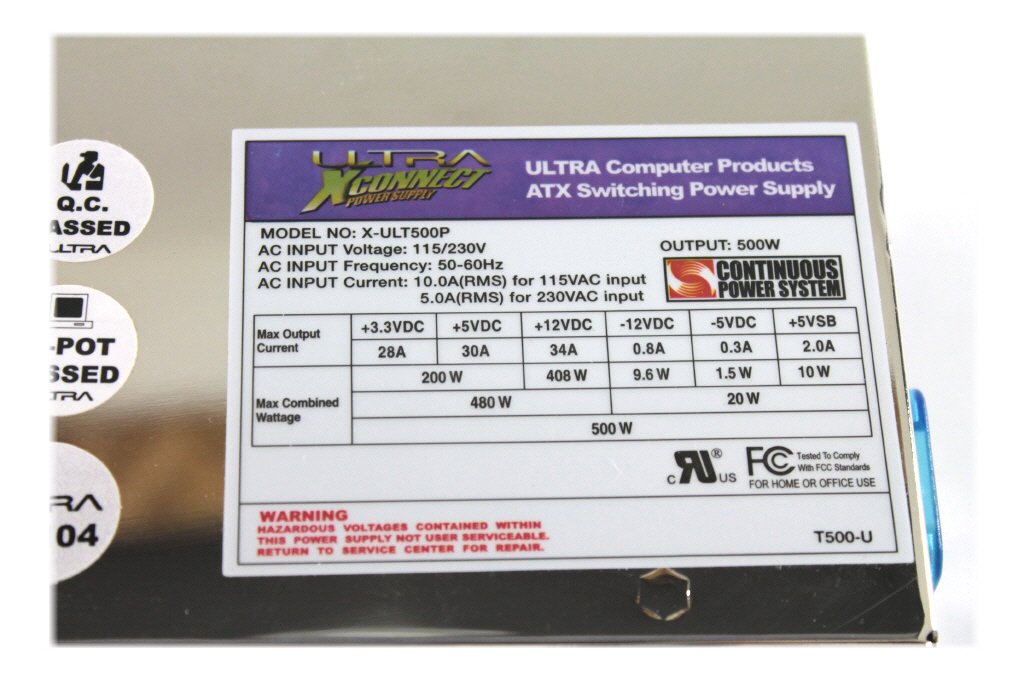 Q.C.
ASSED
ULTRA
-POT
SSED
TRA
RA
04
ULTRA
X CONNECT
POWER SUPPLY
ULTRA Computer Products
ATX Switching Power Supply
MODEL NO: X-ULT500P
AC INPUT Voltage: 115/230V
AC INPUT Frequency: 50-60Hz
AC INPUT Current: 10.0A(RMS) for 115VAC input
5.0A(RMS) for 230VAC input
OUTPUT: 500W
CONTINUOUS
POWER SYSTEM
Max Output Current +3.3VDC +5VDC +12VDC -12VDC -5VDC +5VSB
28A 30A 34A 0.8A 0.3A 2.0A
Max Combined Wattage 200 W 408 W 9.6 W 1.5 W 10 W
480 W 20 W
500 W
c RU ® US
FC Tested To Comply
With FCC Standards
FOR HOME OR OFFICE USE
WARNING
HAZARDOUS VOLTAGES CONTAINED WITHIN
THIS POWER SUPPLY NOT USER SERVICEABLE.
RETURN TO SERVICE CENTER FOR REPAIR.
T500-U